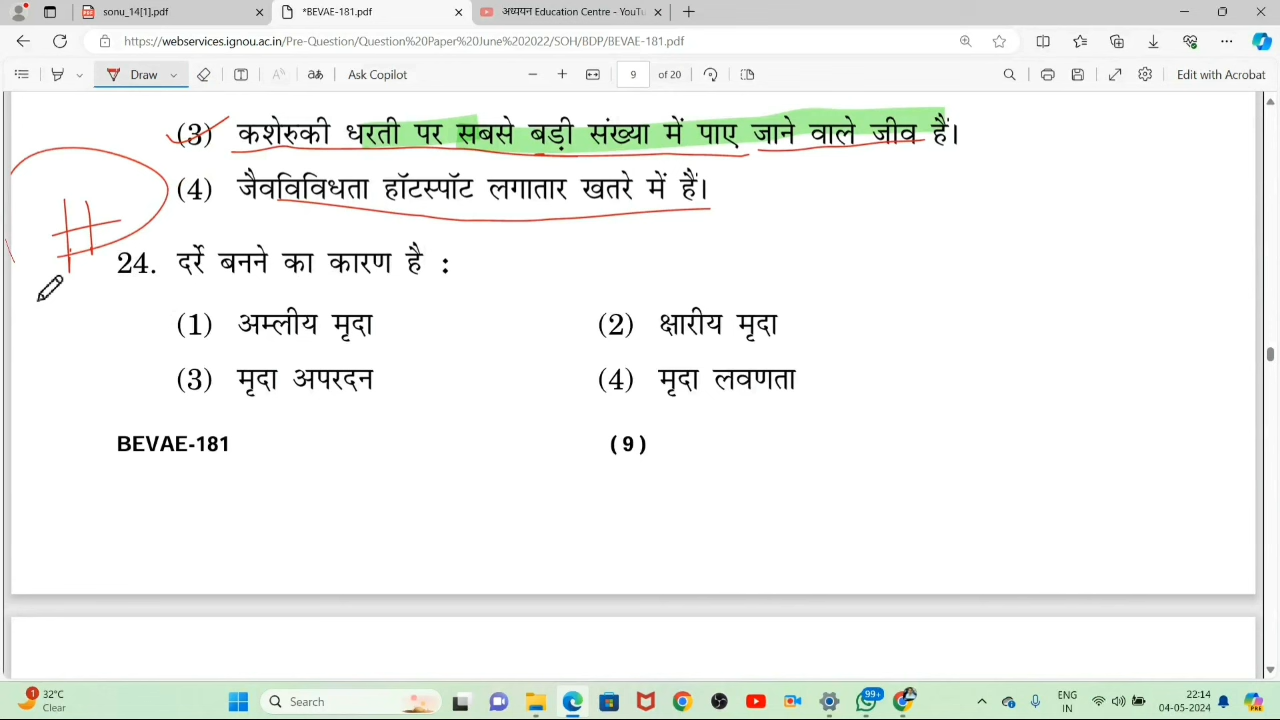 sonu_14[1].pdf
*BEVAE-181.pdf
अध्ययन Education Centre - YouTu
https://webservices.ignou.ac.in/Pre-Question/Question%20Paper%20June%202022/SOH/BDP/BEVAE-181.pdf
Draw
Ask Copilot
9 of 20
Edit with Acrobat
(3) कशेरुकी धरती पर सबसे बड़ी संख्या में पाए जाने वाले जीव हैं।
(4) जैवविविधता हॉटस्पॉट लगातार खतरे में हैं।
24. दर्रे बनने का कारण है :
(1) अम्लीय मृदा (2) क्षारीय मृदा
(3) मृदा अपरदन (4) मृदा लवणता
BEVAE-181 (9)
1 32°C
Clear
Search
99+
ENG
IN
22:14
04-05-2024